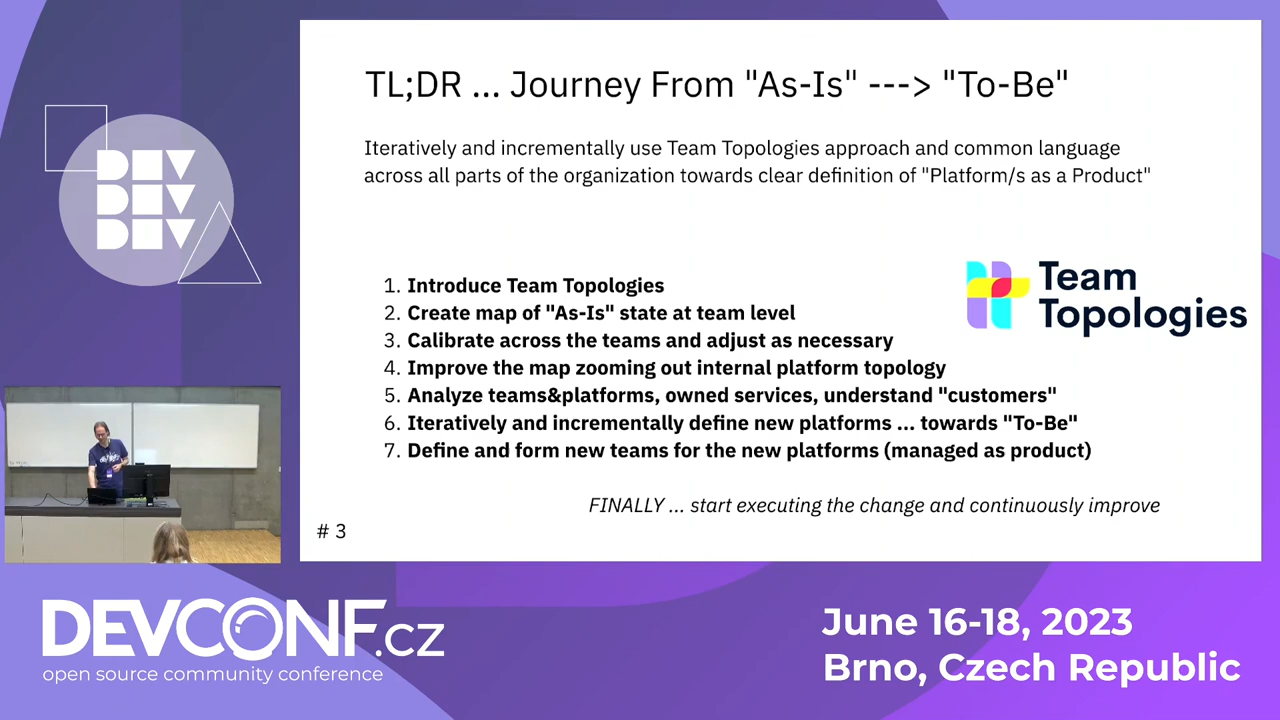 TL;DR ... Journey From "As-Is" ---> "To-Be"
Iteratively and incrementally use Team Topologies approach and common language
across all parts of the organization towards clear definition of "Platform/s as a Product"
1. Introduce Team Topologies
2. Create map of "As-Is" state at team level
3. Calibrate across the teams and adjust as necessary
4. Improve the map zooming out internal platform topology
5. Analyze teams&platforms, owned services, understand "customers"
6. Iteratively and incrementally define new platforms ... towards "To-Be"
7. Define and form new teams for the new platforms (managed as product)
Team
Topologies
FINALLY ... start executing the change and continuously improve
# 3
DEV
DEV
DEV
DEVCONF.cz
open source community conference
June 16-18, 2023
Brno, Czech Republic